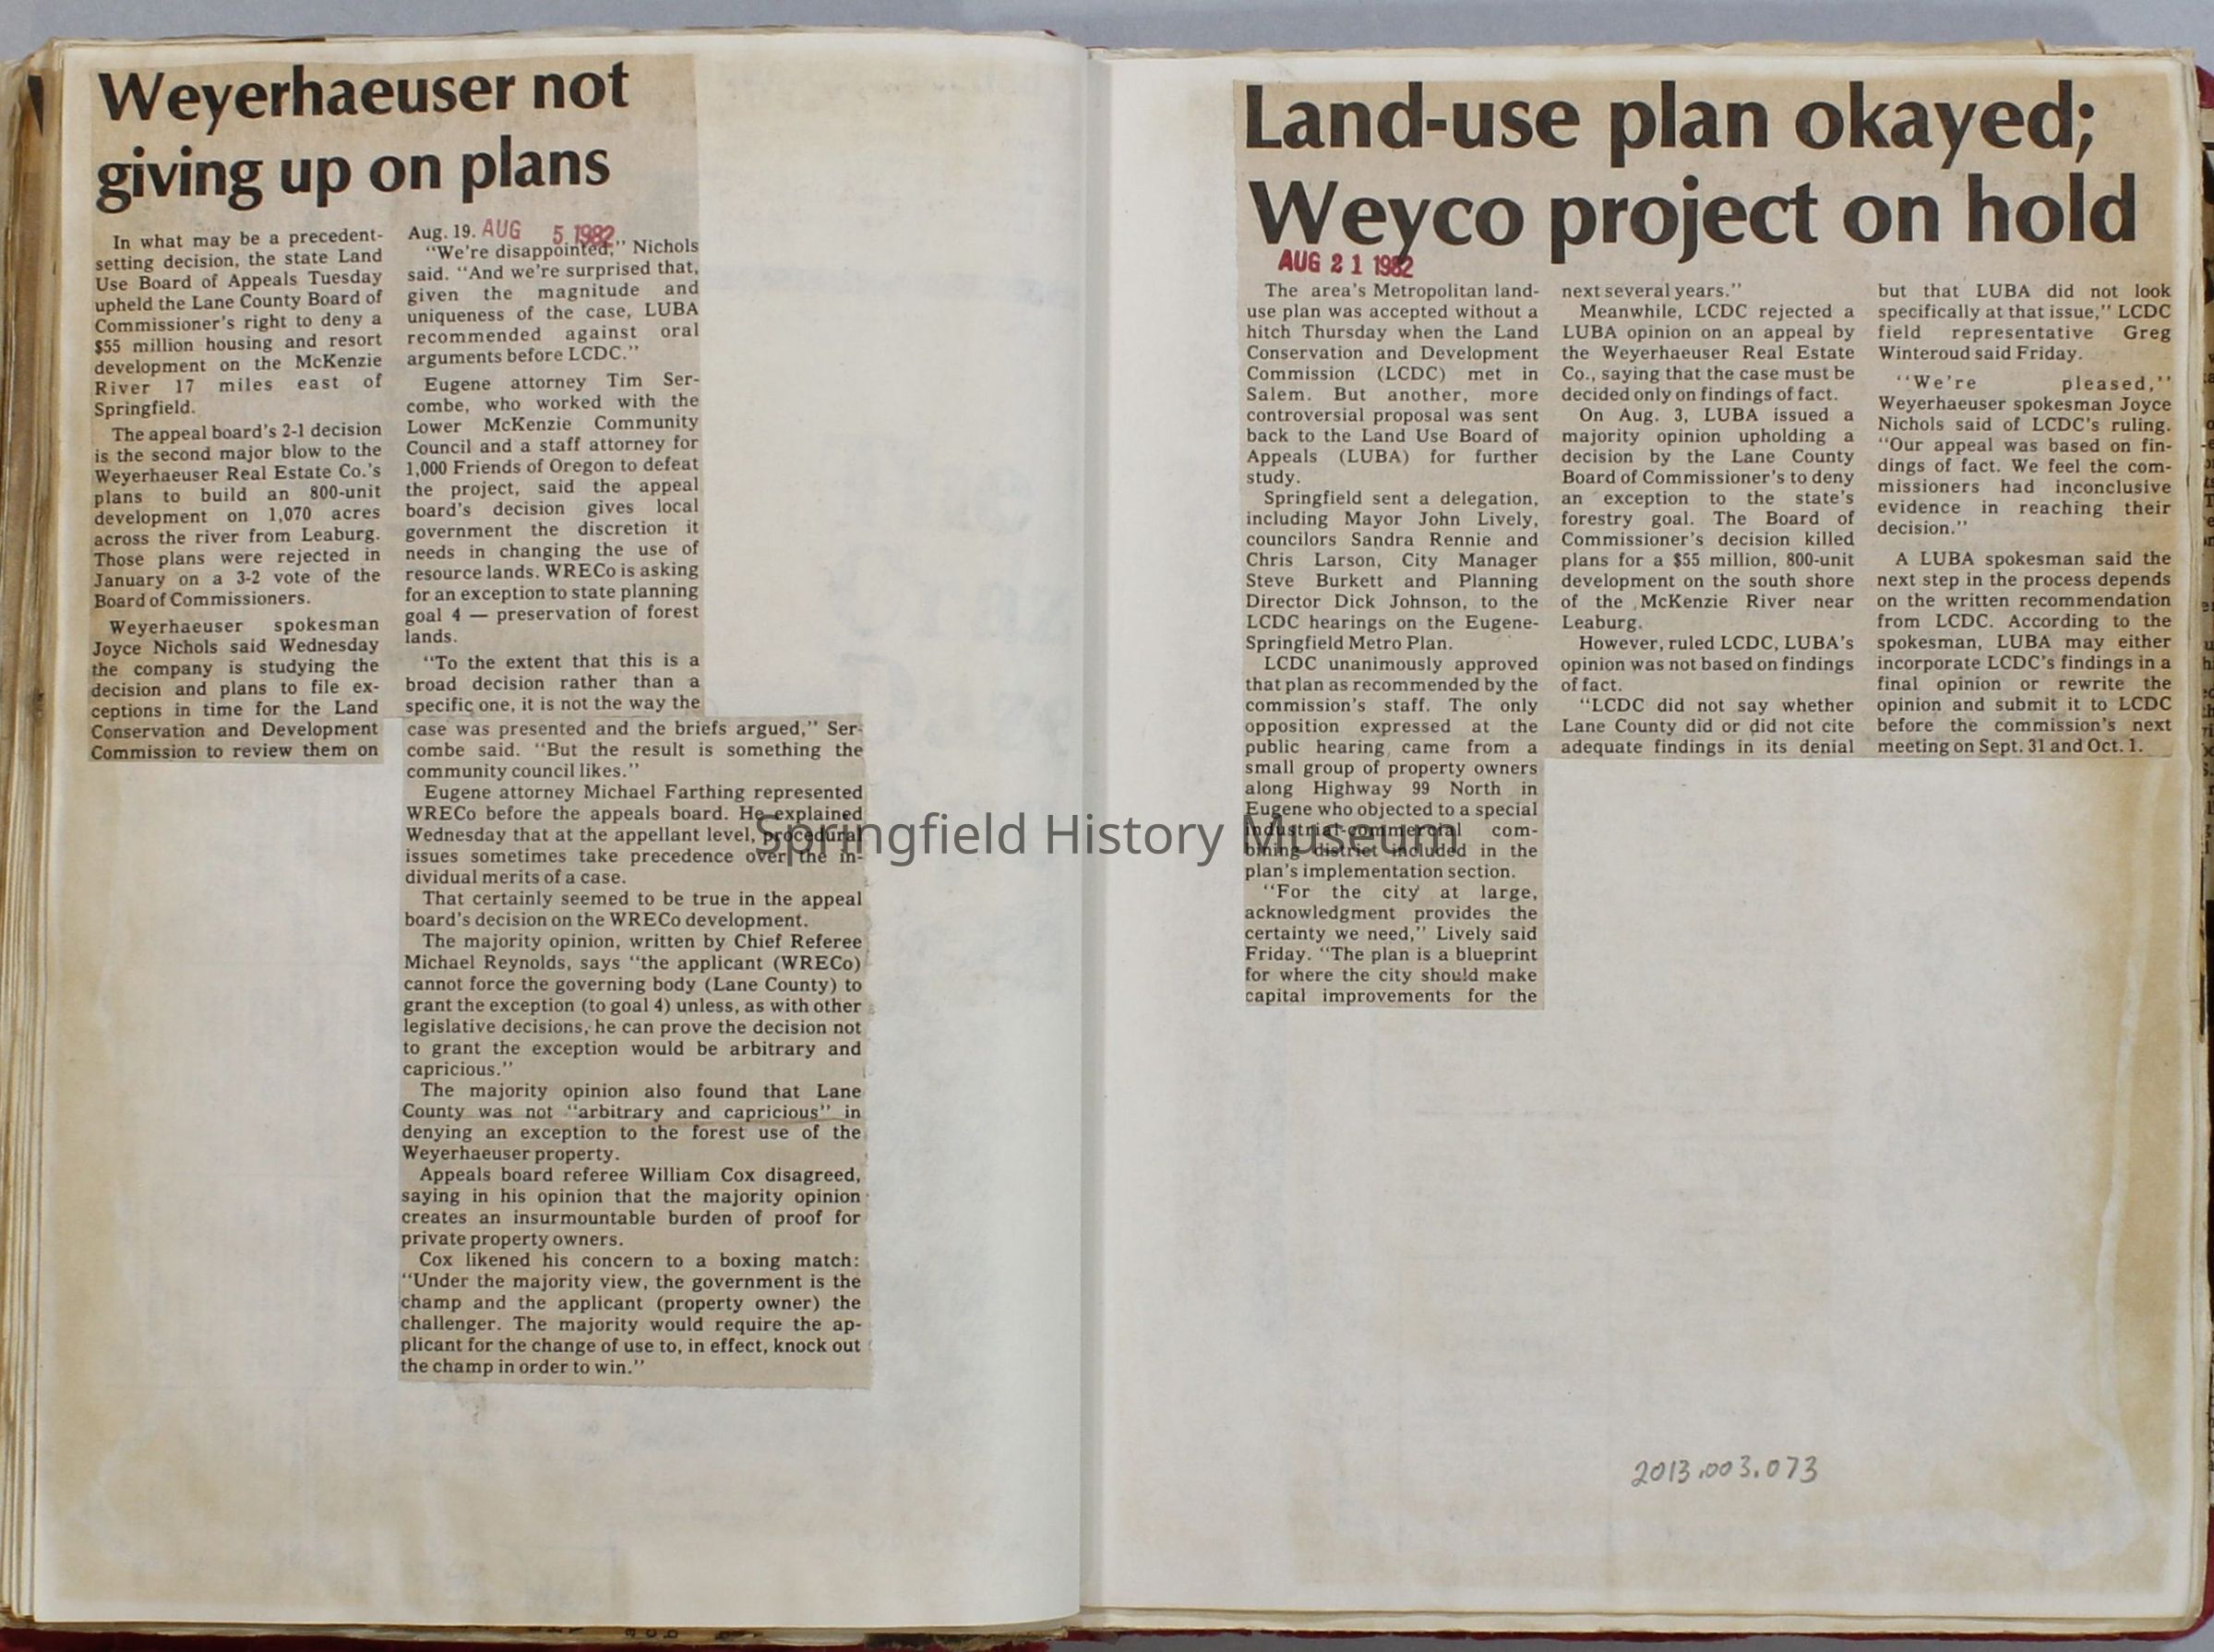 Weyerhaeuser not
giving up on plans
In what may be a precedent-
setting decision, the state Land
Use Board of Appeals Tuesday
upheld the Lane County Board of
Commissioner's right to deny a
$55 million housing and resort
development on the McKenzie
River 17 miles east of
Springfield.
The appeal board's 2-1 decision
is the second major blow to the
Weyerhaeuser Real Estate Co.'s
plans to build an 800-unit
development on 1,070 acres
across the river from Leaburg.
Those plans were rejected in
January on a 3-2 vote of the
Board of Commissioners.
Weyerhaeuser spokesman
Joyce Nichols said Wednesday
the company is studying the
decision and plans to file ex-
ceptions in time for the Land
Conservation and Development
Commission to review them on
Aug. 19. AUG 5 1982
"We're disappointed," Nichols
said. "And we're surprised that,
given the magnitude and
uniqueness of the case, LUBA
recommended against oral
arguments before LCDC."
Eugene attorney Tim Ser-
combe, who worked with the
Lower McKenzie Community
Council and a staff attorney for
1,000 Friends of Oregon to defeat
the project, said the appeal
board's decision gives local
government the discretion it
needs in changing the use of
resource lands. WRECo is asking
for an exception to state planning
goal 4 — preservation of forest
lands.
"To the extent that this is a
broad decision rather than a
specific one, it is not the way the
case was presented and the briefs argued," Ser-
combe said. "But the result is something the
community council likes."
Eugene attorney Michael Farthing represented
WRECo before the appeals board. He explained
Wednesday that at the appellant level, procedural
issues sometimes take precedence over the in-
dividual merits of a case.
That certainly seemed to be true in the appeal
board's decision on the WRECo development.
The majority opinion, written by Chief Referee
Michael Reynolds, says "the applicant (WRECo)
cannot force the governing body (Lane County) to
grant the exception (to goal 4) unless, as with other
legislative decisions, he can prove the decision not
to grant the exception would be arbitrary and
capricious."
The majority opinion also found that Lane
County was not "arbitrary and capricious" in
denying an exception to the forest use of the
Weyerhaeuser property.
Appeals board referee William Cox disagreed,
saying in his opinion that the majority opinion
creates an insurmountable burden of proof for
private property owners.
Cox likened his concern to a boxing match:
"Under the majority view, the government is the
champ and the applicant (property owner) the
challenger. The majority would require the ap-
plicant for the change of use to, in effect, knock out
the champ in order to win."
Springfield History Museum
Land-use plan okayed;
Weyco project on hold
AUG 21 1982
The area's Metropolitan land-
use plan was accepted without a
hitch Thursday when the Land
Conservation and Development
Commission (LCDC) met in
Salem. But another, more
controversial proposal was sent
back to the Land Use Board of
Appeals (LUBA) for further
study.
Springfield sent a delegation,
including Mayor John Lively,
councilors Sandra Rennie and
Chris Larson, City Manager
Steve Burkett and Planning
Director Dick Johnson, to the
LCDC hearings on the Eugene-
Springfield Metro Plan.
LCDC unanimously approved
that plan as recommended by the
commission's staff. The only
opposition expressed at the
public hearing came from a
small group of property owners
along Highway 99 North in
Eugene who objected to a special
industrial-commercial com-
bining district included in the
plan's implementation section.
"For the city at large,
acknowledgment provides the
certainty we need," Lively said
Friday. "The plan is a blueprint
for where the city should make
capital improvements for the
next several years."
Meanwhile, LCDC rejected a
LUBA opinion on an appeal by
the Weyerhaeuser Real Estate
Co., saying that the case must be
decided only on findings of fact.
On Aug. 3, LUBA issued a
majority opinion upholding a
decision by the Lane County
Board of Commissioner's to deny
an exception to the state's
forestry goal. The Board of
Commissioner's decision killed
plans for a $55 million, 800-unit
development on the south shore
of the McKenzie River near
Leaburg.
However, ruled LCDC, LUBA's
opinion was not based on findings
of fact.
"LCDC did not say whether
Lane County did or did not cite
adequate findings in its denial
but that LUBA did not look
specifically at that issue," LCDC
field representative Greg
Winteroud said Friday.
"We're pleased,"
Weyerhaeuser spokesman Joyce
Nichols said of LCDC's ruling.
"Our appeal was based on fin-
dings of fact. We feel the com-
missioners had inconclusive
evidence in reaching their
decision."
A LUBA spokesman said the
next step in the process depends
on the written recommendation
from LCDC. According to the
spokesman, LUBA may either
incorporate LCDC's findings in a
final opinion or rewrite the
opinion and submit it to LCDC
before the commission's next
meeting on Sept. 31 and Oct. 1.
2013.003.073